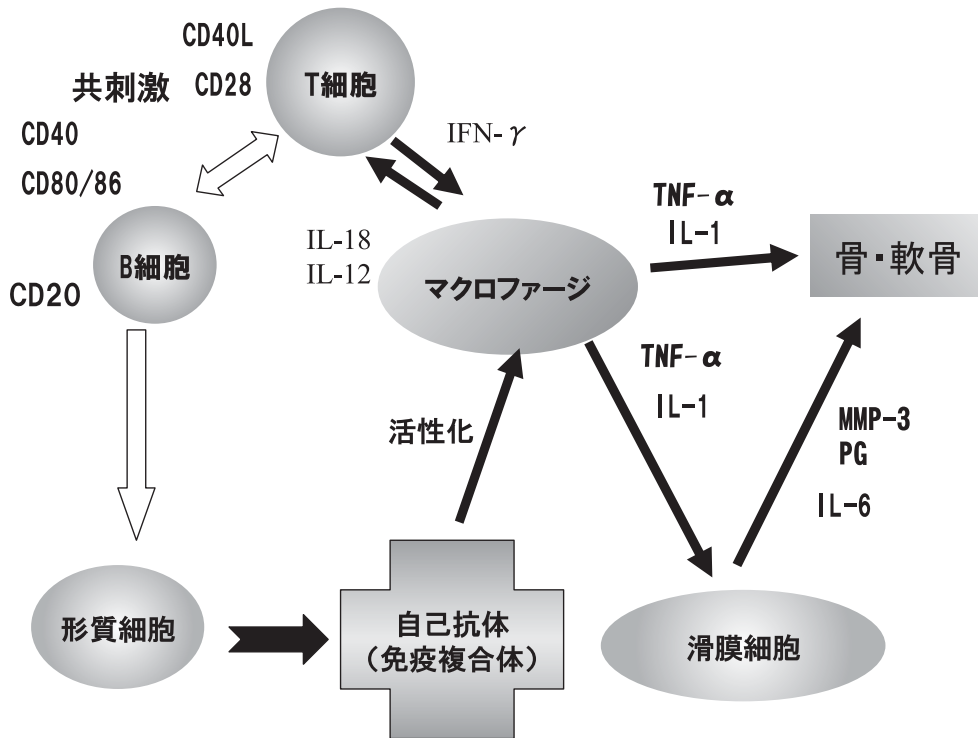 CD40L
T細胞
共刺激
CD28
CD40
IFN-γ
CD80/86
TNF-α
IL-1
IL-18
IL-12
B細胞
マクロファージ
骨・軟骨
CD20
TNF-α
IL-1
活性化
MMP-3
PG
IL-6
形質細胞
自己抗体
（免疫複合体）
滑膜細胞